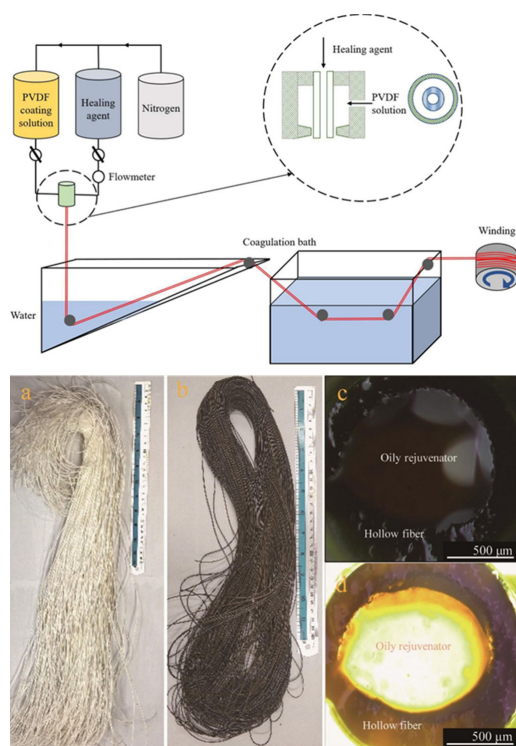 PVDF
coating
solution
Healing
agent
Nitrogen
Healing agent
PVDF
solution
Flowmeter
Coagulation bath
Winding
Water
a
b
c
Oily rejuvenator
Hollow fiber
500 μm
d
Oily rejuvenator
Hollow fiber
500 μm